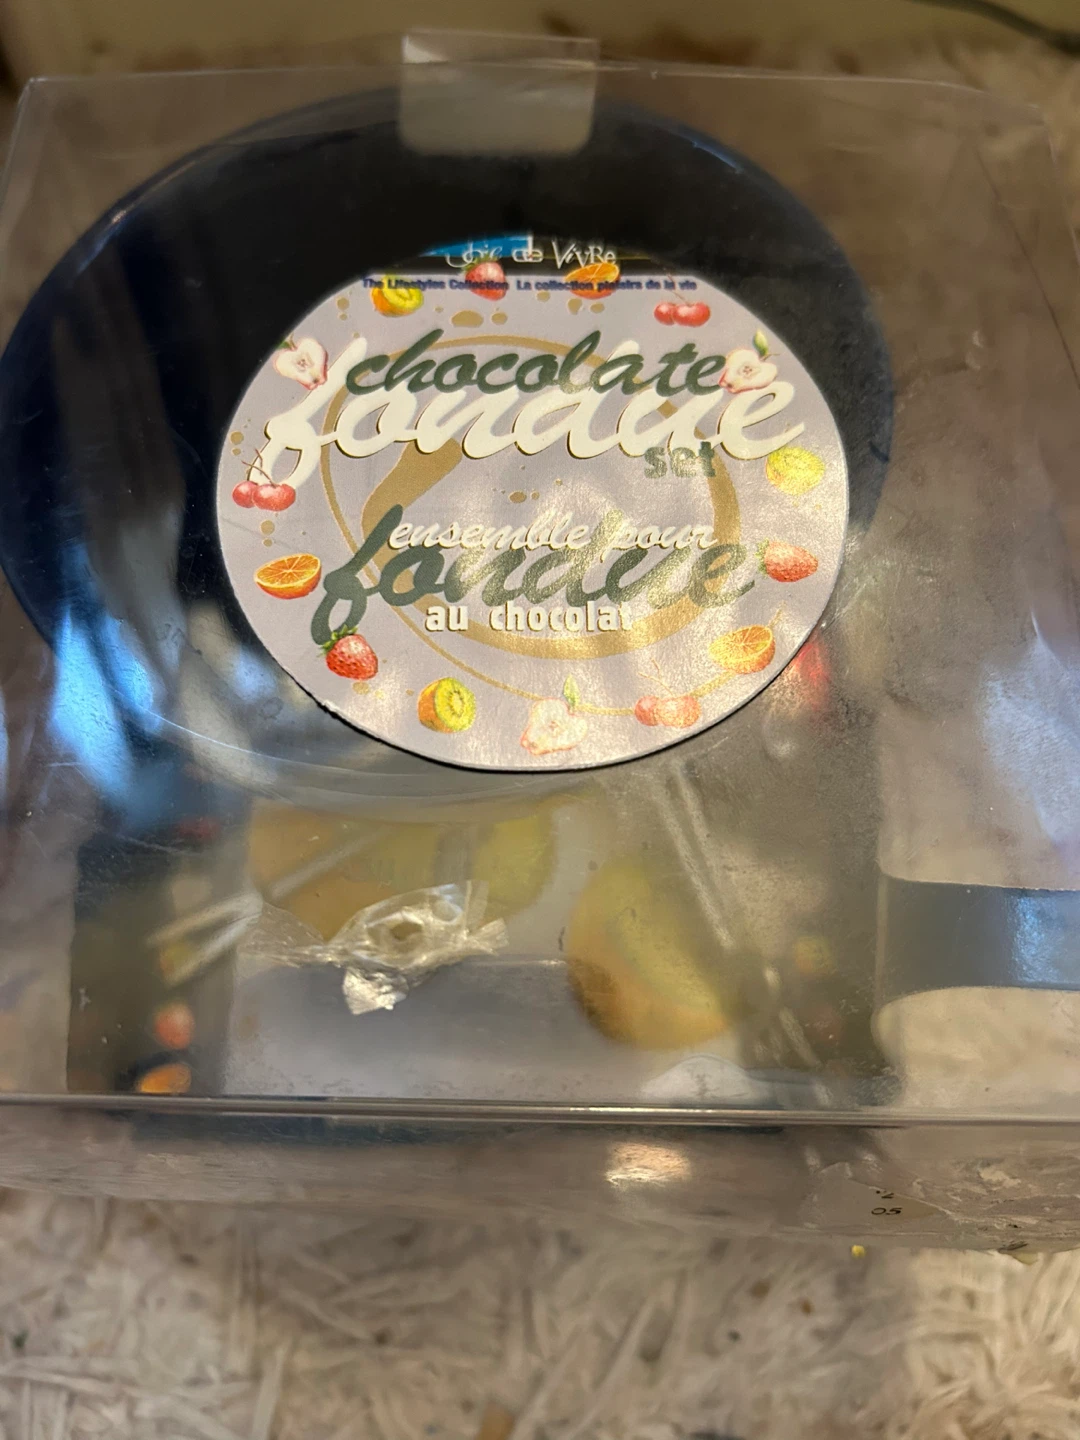 Joie de ViVRe
The Lifestyles Collection La collection plaisirs de la vie
chocolate
fondue
set
ensemble pour
fondue
au chocolat